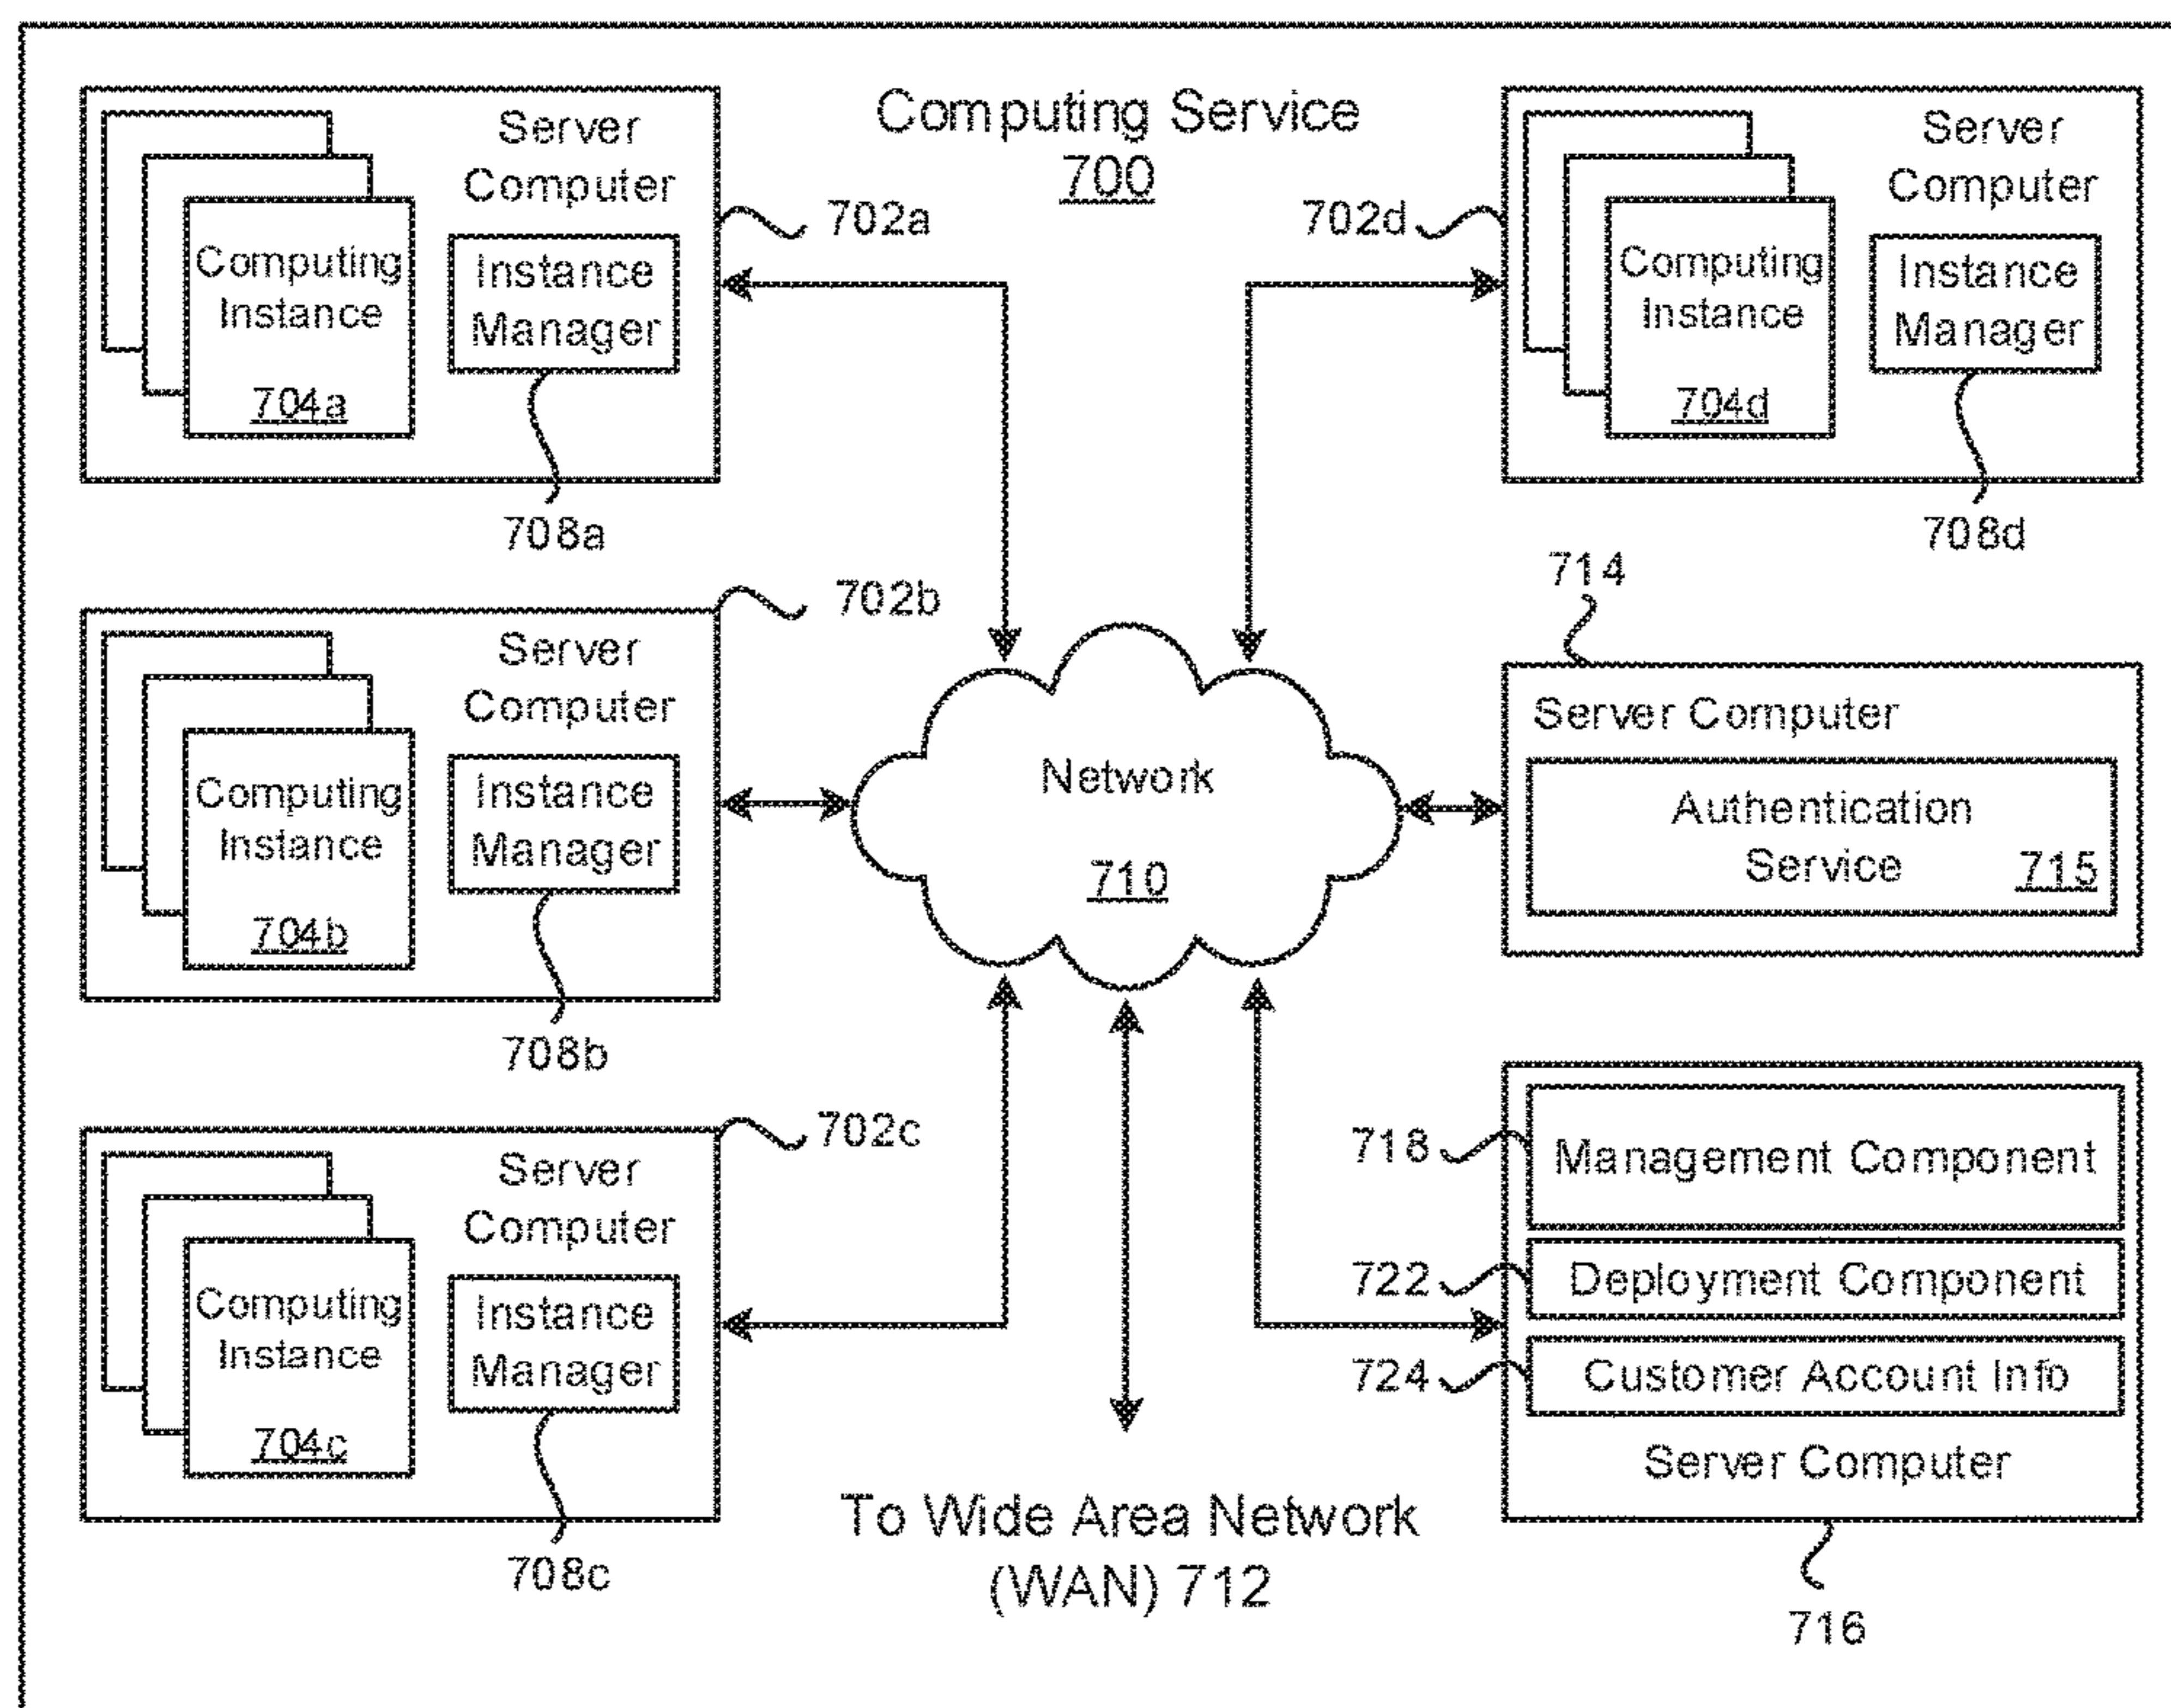 Computing Service
700
Server
Computer
702a
Computing
Instance
704a
Instance
Manager
708a
702d
Server
Computer
Computing
Instance
704d
Instance
Manager
708d
702b
Server
Computer
Computing
Instance
704b
Instance
Manager
708b
Network
710
714
Server Computer
Authentication
Service 715
702c
Server
Computer
Computing
Instance
704c
Instance
Manager
708c
718
Management Component
722
Deployment Component
724
Customer Account Info
Server Computer
716
To Wide Area Network
(WAN) 712